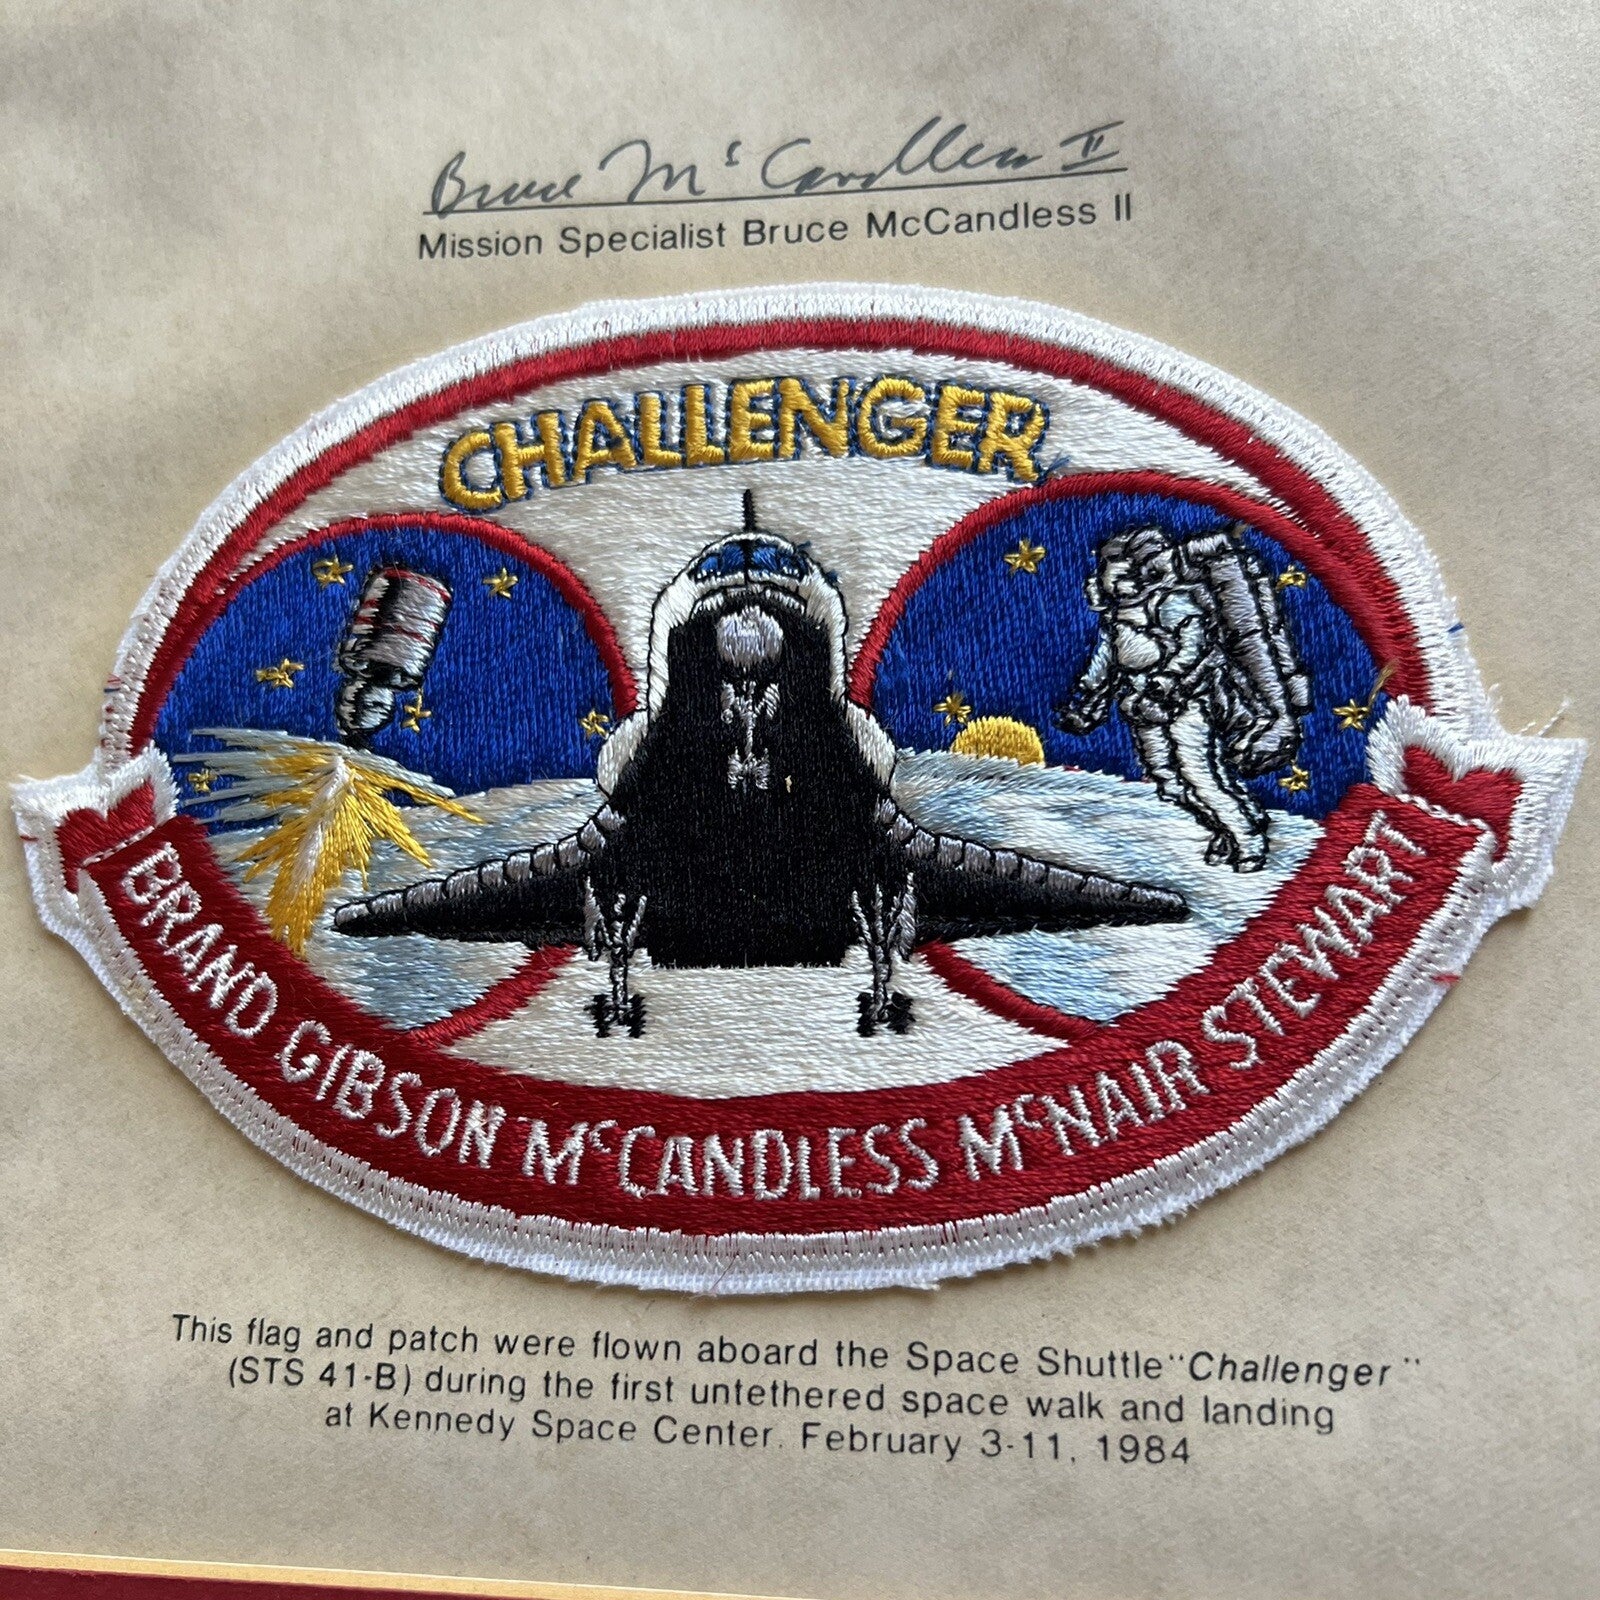 Bruce McCandless II
Mission Specialist Bruce McCandless II
CHALLENGER
BRAND GIBSON McCANDLESS McNAIR STEWART
This flag and patch were flown aboard the Space Shuttle "Challenger"
(STS 41-B) during the first untethered space walk and landing
at Kennedy Space Center. February 3-11, 1984